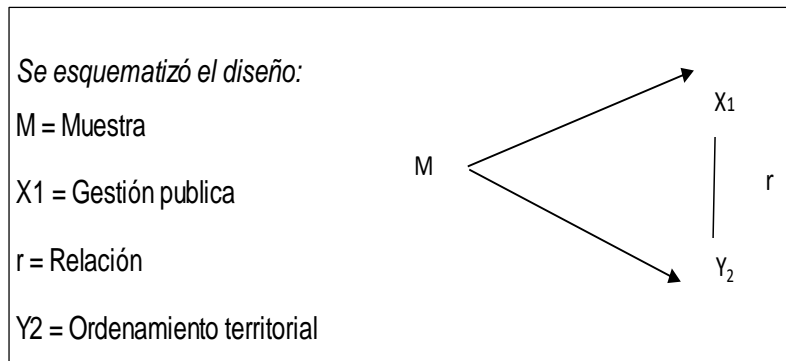 Se esquematizó el diseño:
M = Muestra
X1 = Gestión publica
r = Relación
Y2 = Ordenamiento territorial
X1
M
r
Y2